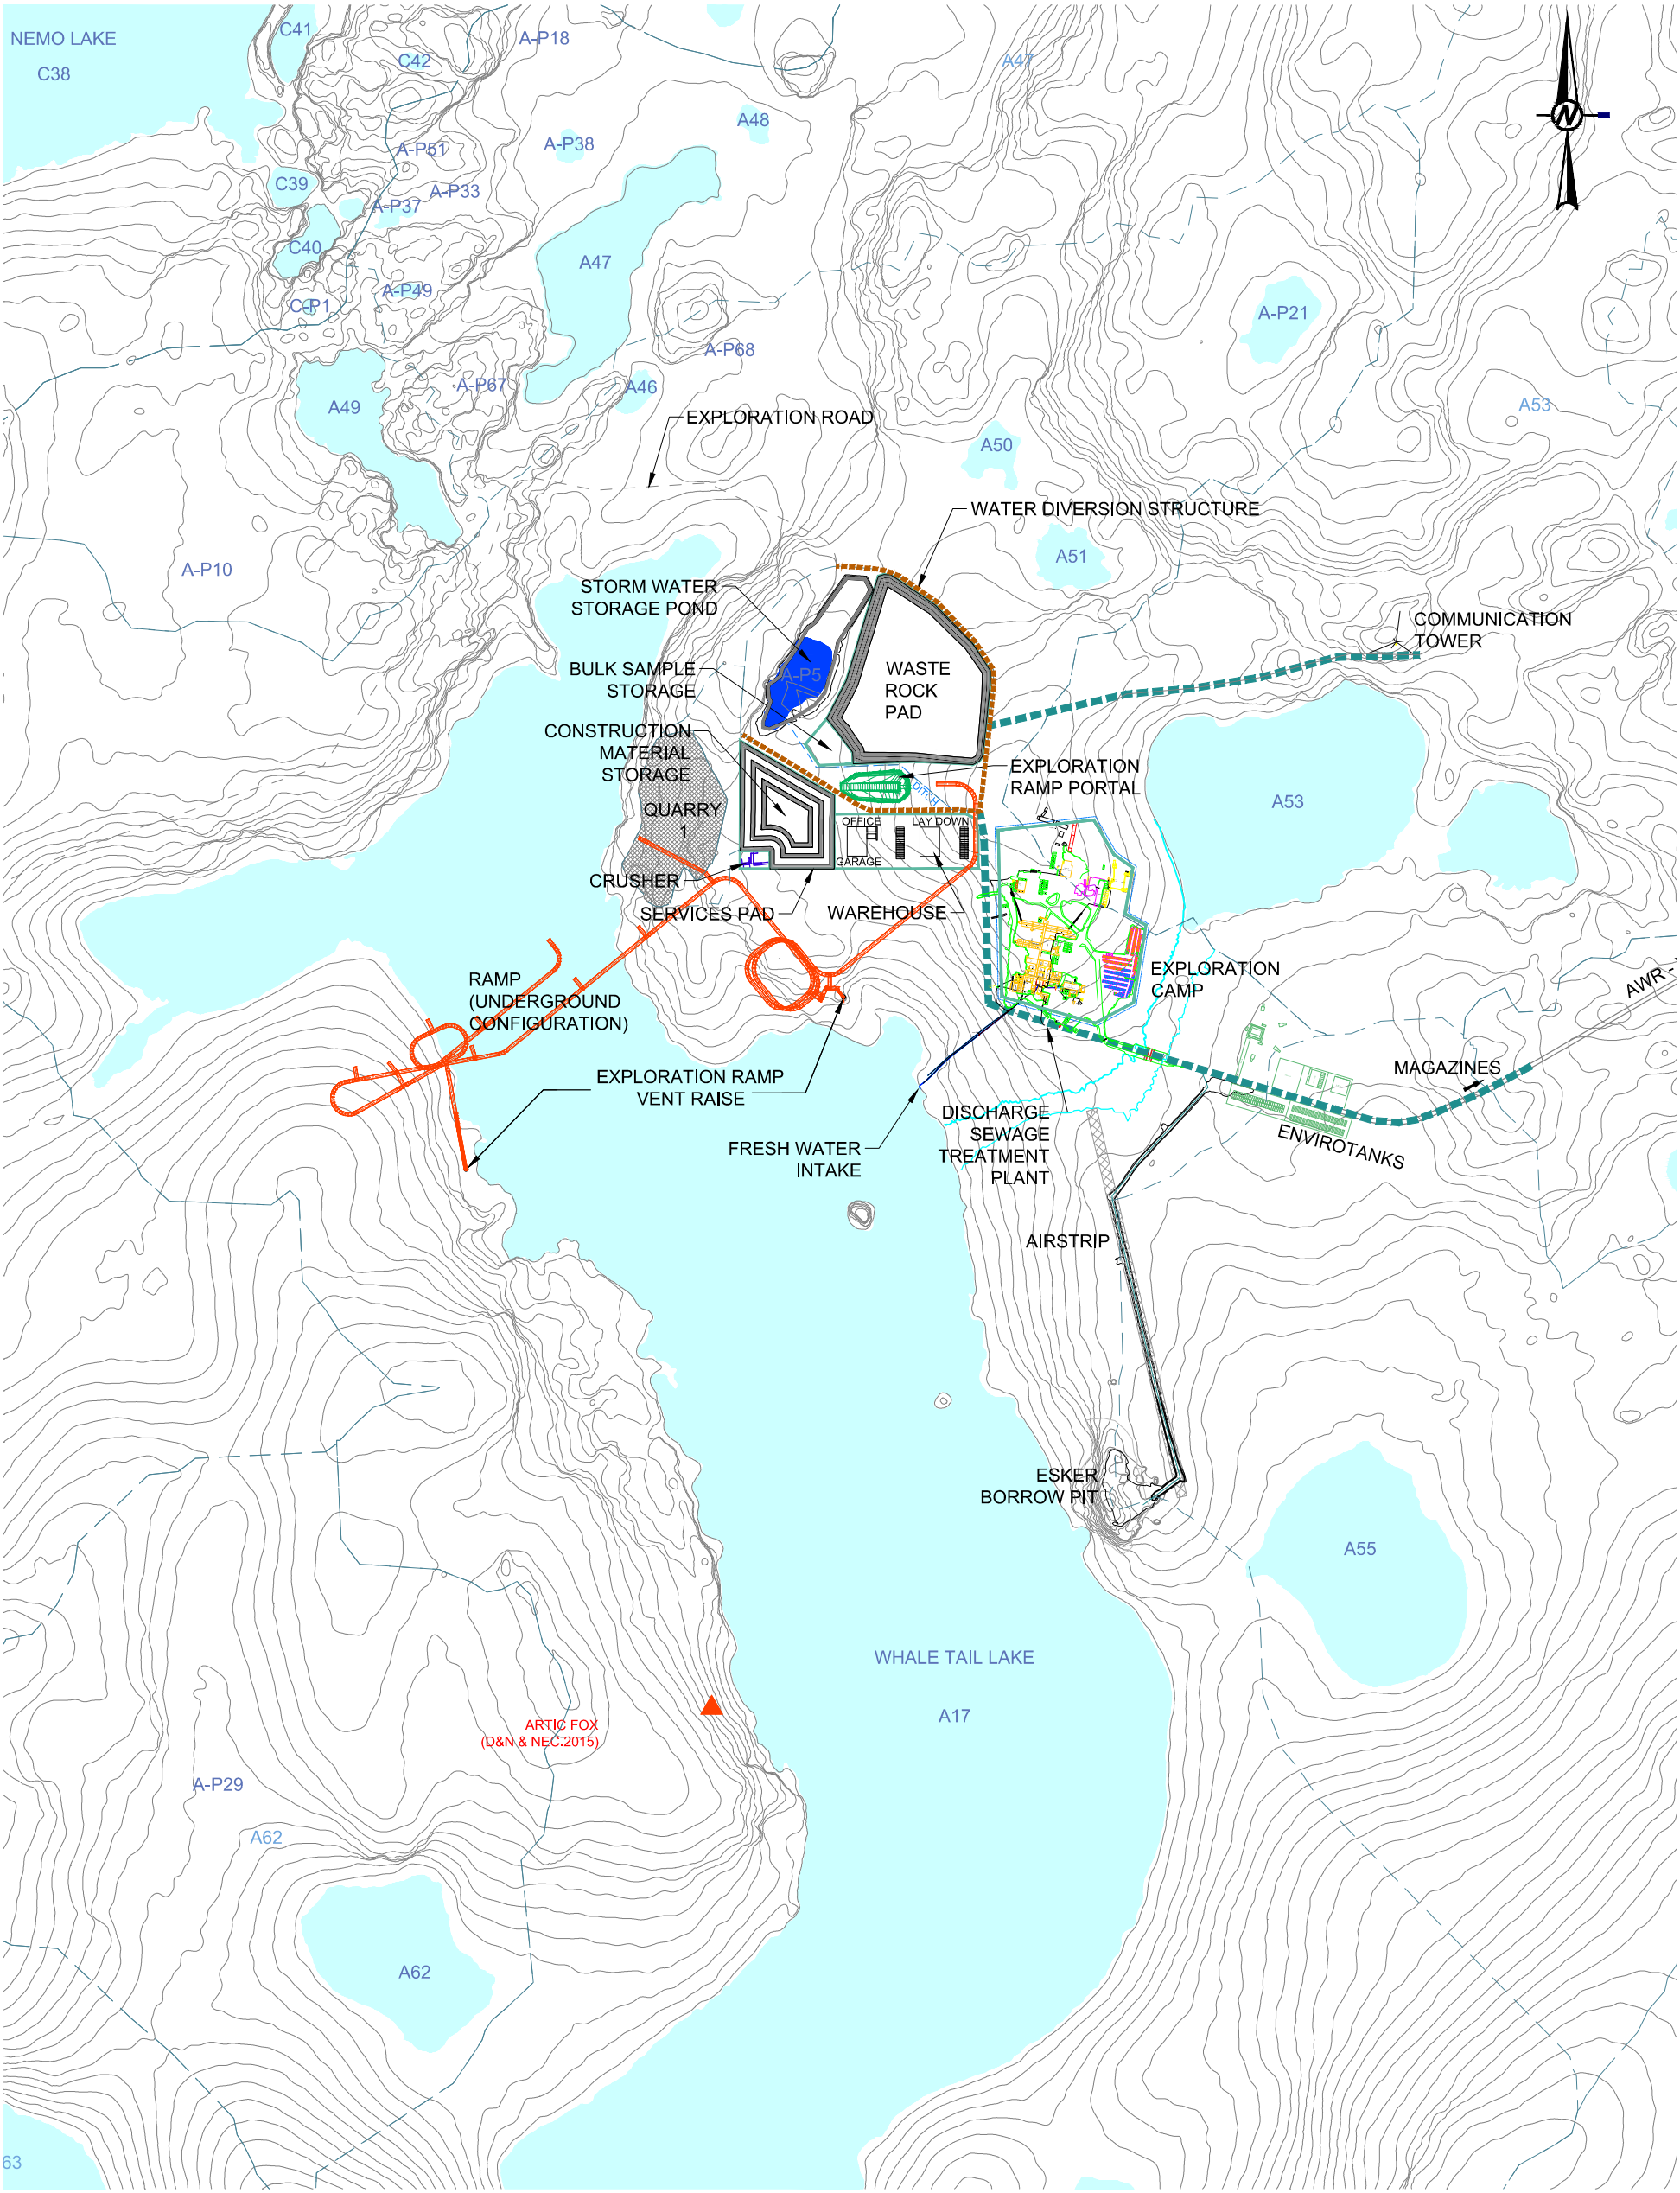 NEMO LAKE
C38
C41
C42
A-P18
A47
N
A-P38
A48
A-P51
C39
A-P33
A-P37
C40
A47
A-P49
C-P1
A-P21
A-P68
A-P67
A46
A49
A53
EXPLORATION ROAD
A50
WATER DIVERSION STRUCTURE
A51
A-P10
STORM WATER
STORAGE POND
COMMUNICATION
TOWER
BULK SAMPLE
STORAGE
A-P5
WASTE
ROCK
PAD
CONSTRUCTION
MATERIAL
STORAGE
EXPLORATION
RAMP PORTAL
DITCH
A53
QUARRY
1
OFFICE
LAY DOWN
GARAGE
CRUSHER
SERVICES PAD
WAREHOUSE
RAMP
(UNDERGROUND
CONFIGURATION)
EXPLORATION
CAMP
AWR -
EXPLORATION RAMP
VENT RAISE
MAGAZINES
DISCHARGE
SEWAGE
TREATMENT
PLANT
FRESH WATER
INTAKE
ENVIROTANKS
AIRSTRIP
ESKER
BORROW PIT
A55
WHALE TAIL LAKE
A17
ARTIC FOX
(D&N & NEC.2015)
A-P29
A62
A62
63